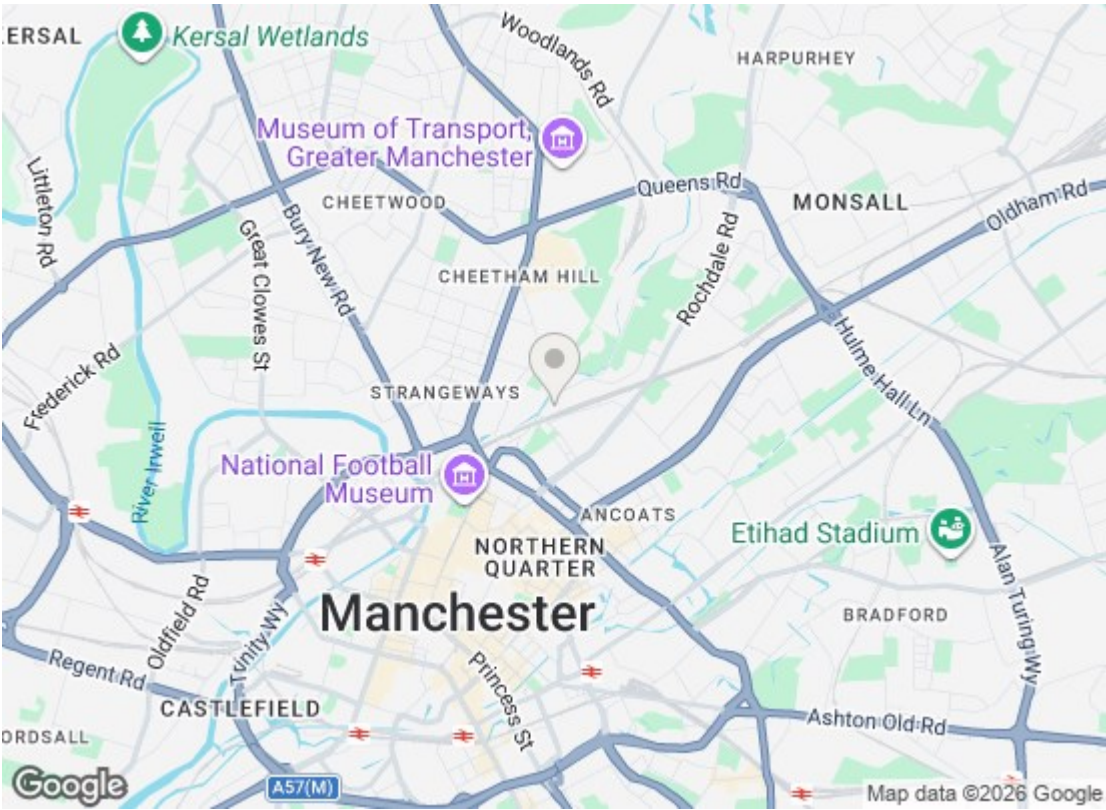 KERSAL
Kersal Wetlands
Woodlands Rd
HARPURHEY
Museum of Transport,
Greater Manchester
Littleton Rd
CHEETWOOD
Queens Rd
MONSALL
Oldham Rd
Great Clowes St
Bury New Rd
CHEETHAM HILL
Rochdale Rd
Frederick Rd
STRANGEWAYS
Hulme Hall Ln
River Irwell
National Football
Museum
ANCOATS
Etihad Stadium
NORTHERN
QUARTER
Alan Turing Wy
Manchester
BRADFORD
Oldfield Rd
Trinity Wy
Regent Rd
Princess St
CASTLEFIELD
Ashton Old Rd
ORDSALL
Google
A57(M)
Map data ©2026 Google